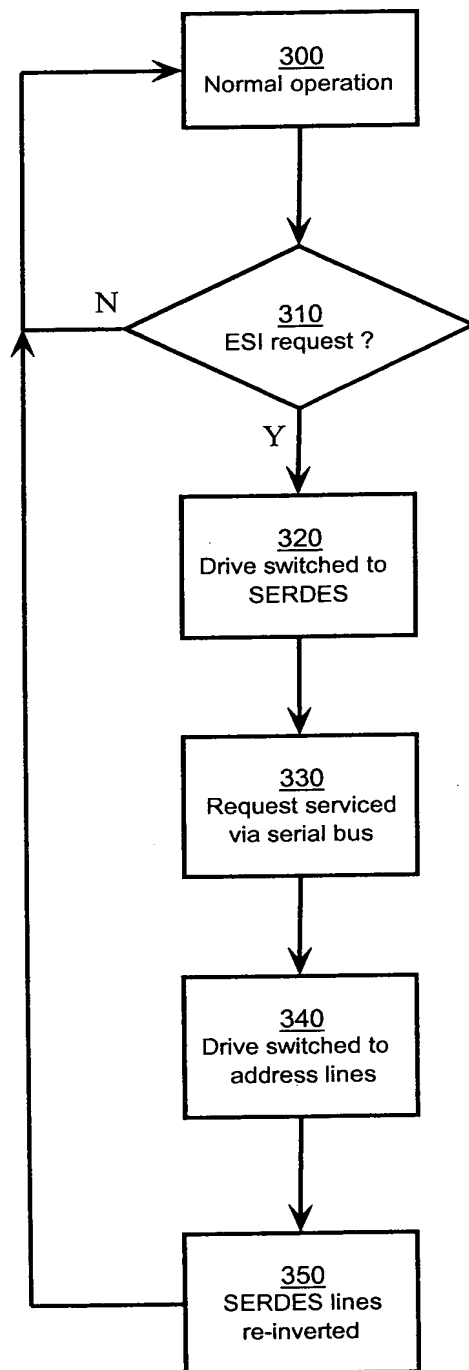 300
Normal operation
N
310
ESI request ?
Y
320
Drive switched to
SERDES
330
Request serviced
via serial bus
340
Drive switched to
address lines
350
SERDES lines
re-inverted